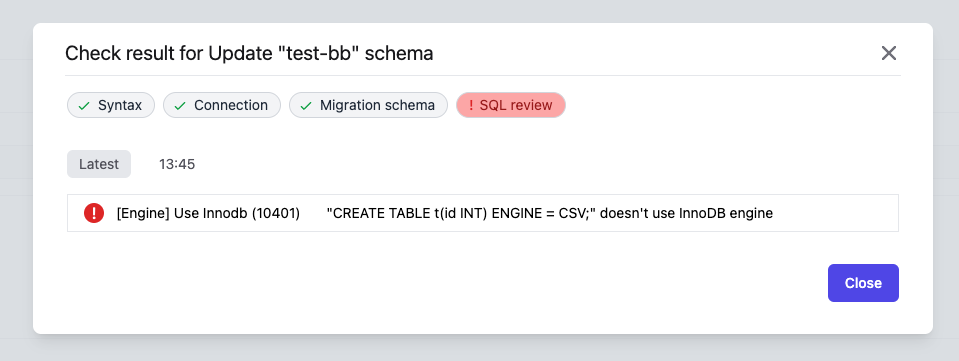 Check result for Update "test-bb" schema
Syntax Connection Migration schema ! SQL review
Latest 13:45
! [Engine] Use Innodb (10401) "CREATE TABLE t(id INT) ENGINE = CSV;" doesn't use InnoDB engine
Close